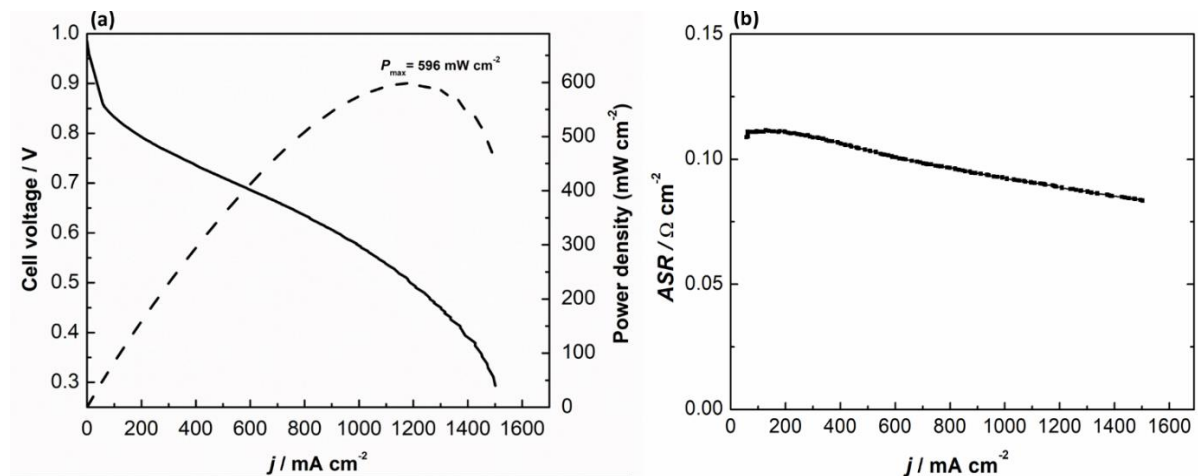 (a)
1.0
0.9
0.8
0.7
0.6
0.5
0.4
0.3
Cell voltage / V
P_max = 596 mW cm⁻²
600
500
400
300
200
100
0
Power density (mW cm⁻²)
0 200 400 600 800 1000 1200 1400 1600
j / mA cm⁻²
(b)
0.15
0.10
0.05
0.00
ASR / Ω cm⁻²
0 200 400 600 800 1000 1200 1400 1600
j / mA cm⁻²